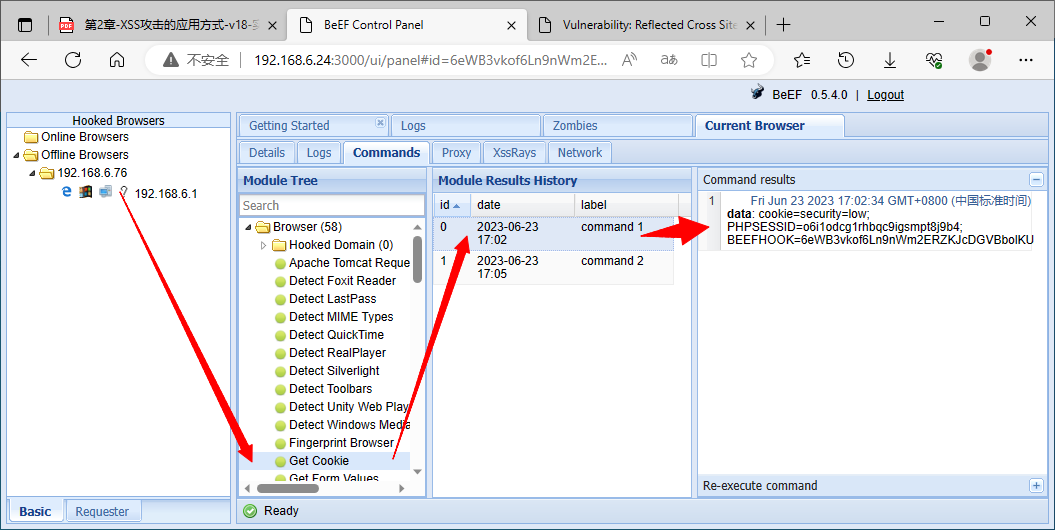 第2章-XSS攻击的应用方式-v18-实
BeEF Control Panel
Vulnerability: Reflected Cross Site
不安全
192.168.6.24:3000/ui/panel#id=6eWB3vkof6Ln9nWm2E...
BeEF 0.5.4.0 | Logout
Hooked Browsers
Online Browsers
Offline Browsers
192.168.6.76
192.168.6.1
Basic
Requester
Getting Started
Logs
Zombies
Current Browser
Details
Logs
Commands
Proxy
XssRays
Network
Module Tree
Search
Browser (58)
Hooked Domain (0)
Apache Tomcat Reque
Detect Foxit Reader
Detect LastPass
Detect MIME Types
Detect QuickTime
Detect RealPlayer
Detect Silverlight
Detect Toolbars
Detect Unity Web Play
Detect Windows Media
Fingerprint Browser
Get Cookie
Get Form Values
Module Results History
id date label
0 2023-06-23 17:02 command 1
1 2023-06-23 17:05 command 2
Command results
1 Fri Jun 23 2023 17:02:34 GMT+0800 (中国标准时间)
data: cookie=security=low;
PHPSESSID=o6i1odcg1rhbqc9igsmpt8j9b4;
BEEFHOOK=6eWB3vkof6Ln9nWm2ERZKJcDGVBbolKU
Re-execute command
Ready